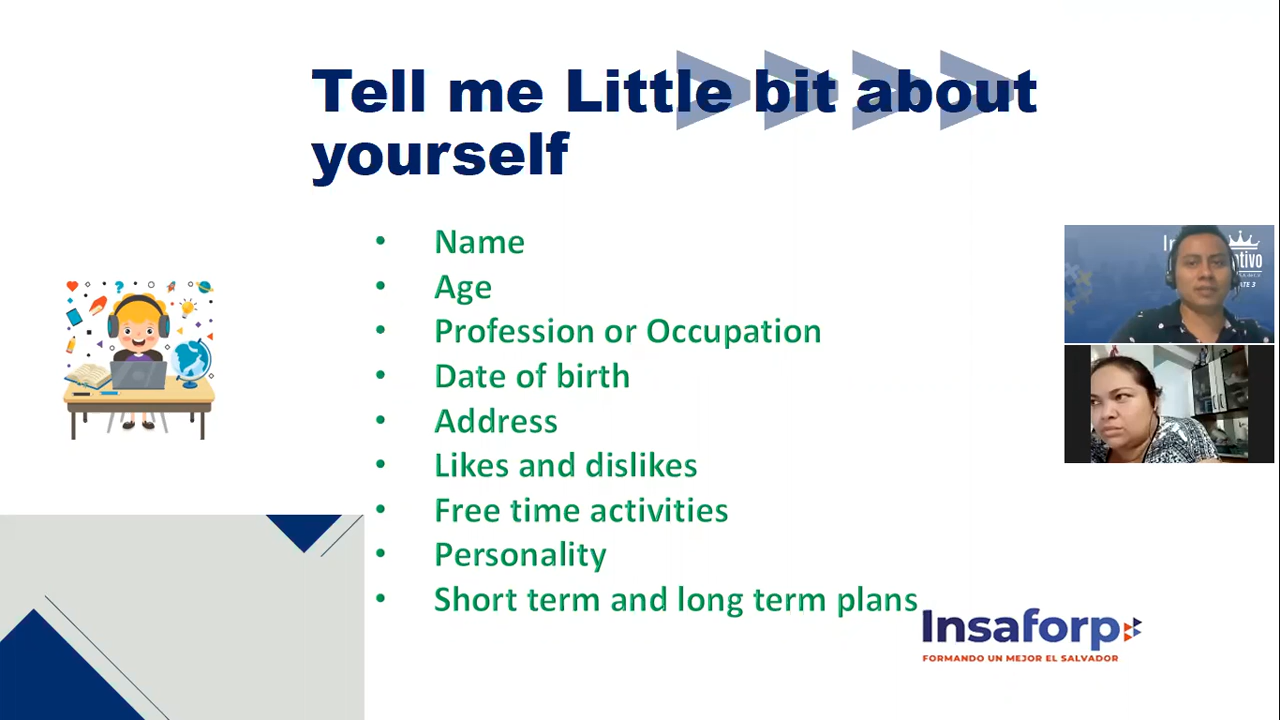 Tell me Little bit about
yourself
• Name
• Age
• Profession or Occupation
• Date of birth
• Address
• Likes and dislikes
• Free time activities
• Personality
• Short term and long term plans
Insaforp
FORMANDO UN MEJOR EL SALVADOR